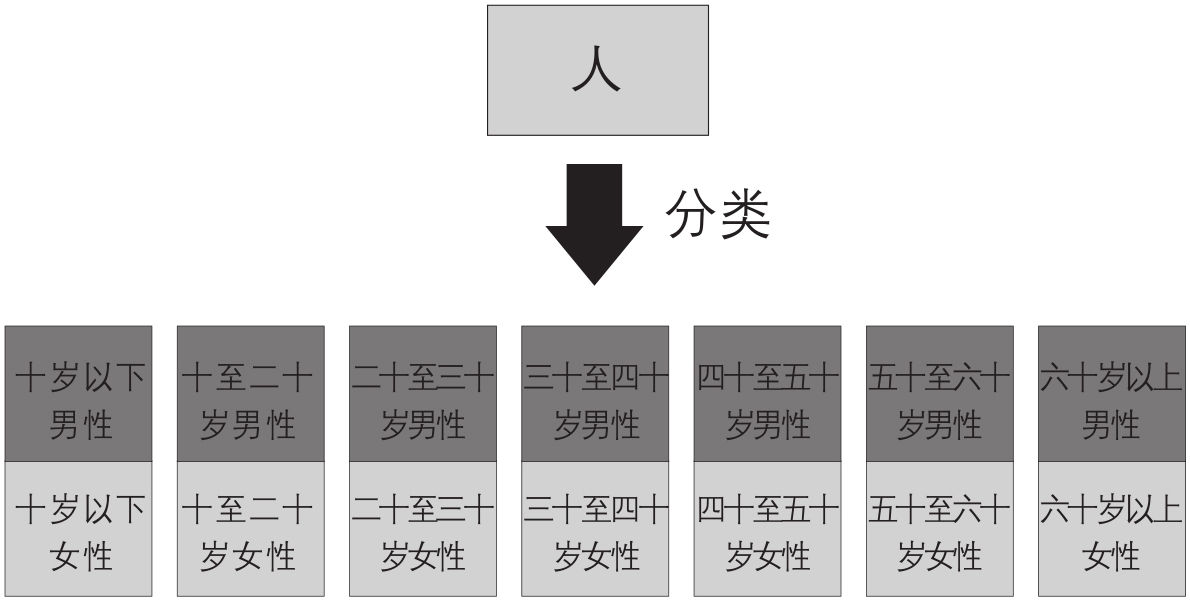 人
分类
十岁以下
男性
十至二十
岁男性
二十至三十
岁男性
三十至四十
岁男性
四十至五十
岁男性
五十至六十
岁男性
六十岁以上
男性
十岁以下
女性
十至二十
岁女性
二十至三十
岁女性
三十至四十
岁女性
四十至五十
岁女性
五十至六十
岁女性
六十岁以上
女性